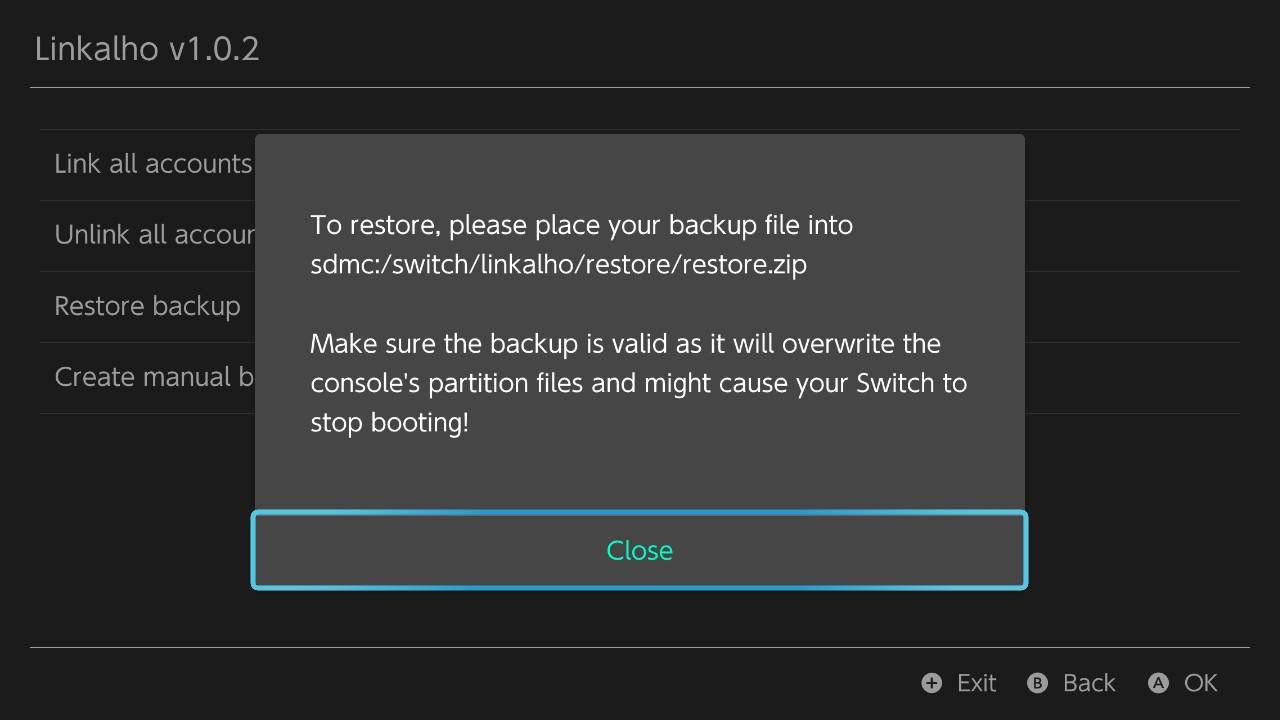 Linkalho v1.0.2
Link all accounts
Unlink all accoun
Restore backup
Create manual b
To restore, please place your backup file into
sdmc:/switch/linkalho/restore/restore.zip
Make sure the backup is valid as it will overwrite the
console's partition files and might cause your Switch to
stop booting!
Close
+ Exit B Back A OK